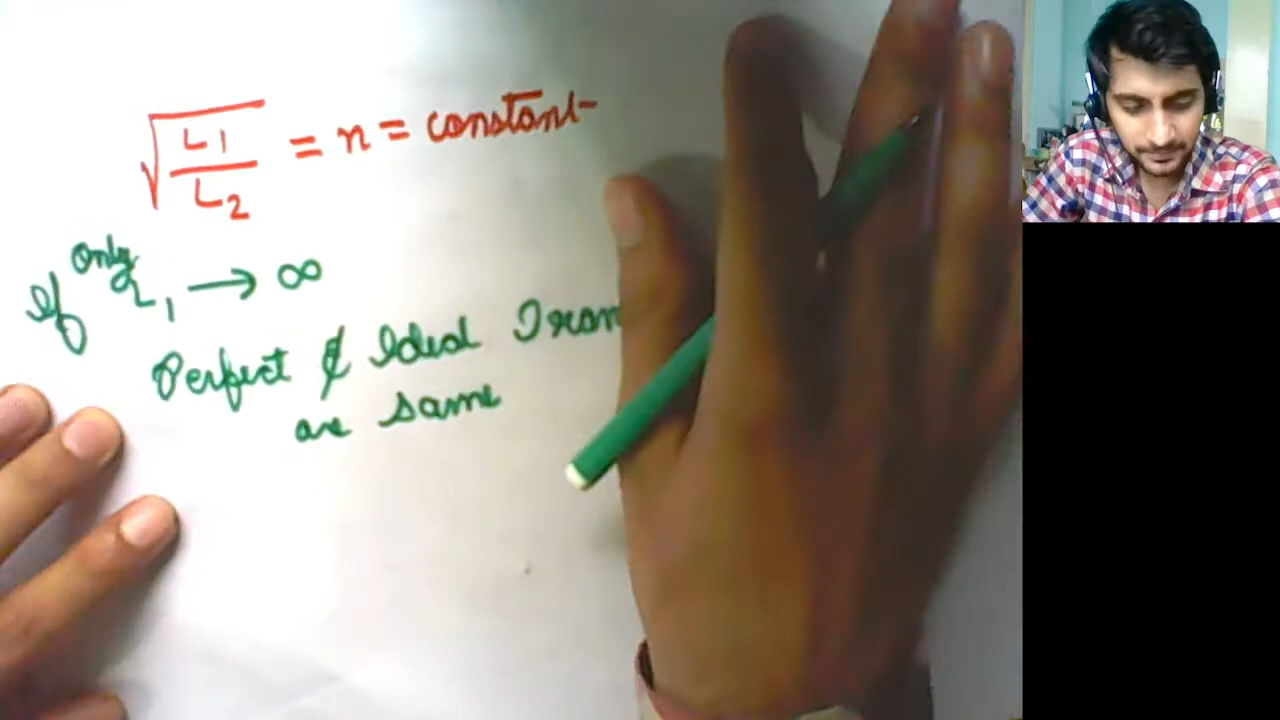 √(L1/L2) = n = constant
If only L1 → ∞
Perfect & Ideal Tran
are same